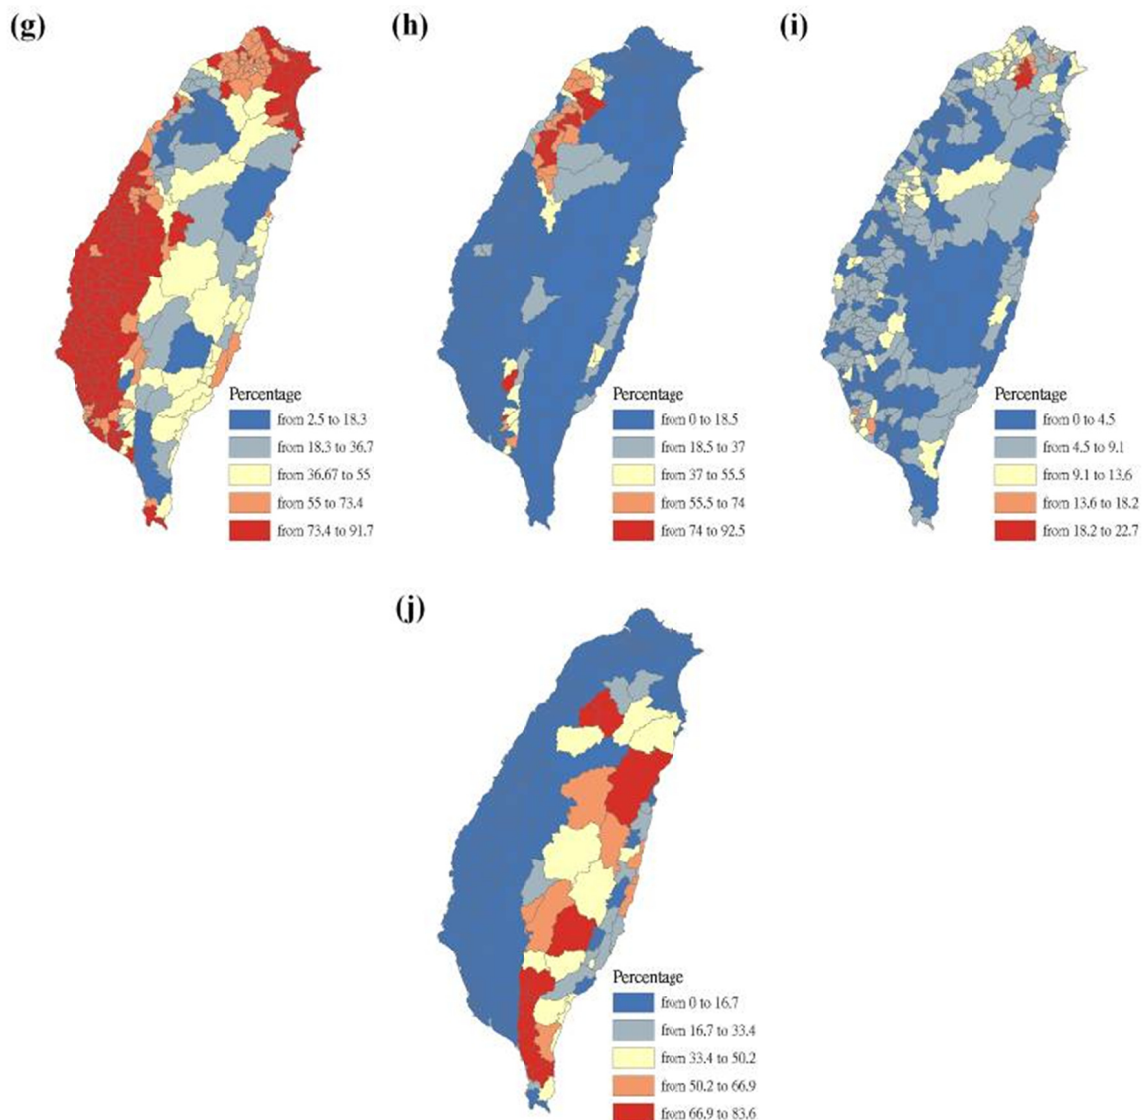 (g)
Percentage
from 2.5 to 18.3
from 18.3 to 36.7
from 36.67 to 55
from 55 to 73.4
from 73.4 to 91.7
(h)
Percentage
from 0 to 18.5
from 18.5 to 37
from 37 to 55.5
from 55.5 to 74
from 74 to 92.5
(i)
Percentage
from 0 to 4.5
from 4.5 to 9.1
from 9.1 to 13.6
from 13.6 to 18.2
from 18.2 to 22.7
(j)
Percentage
from 0 to 16.7
from 16.7 to 33.4
from 33.4 to 50.2
from 50.2 to 66.9
from 66.9 to 83.6